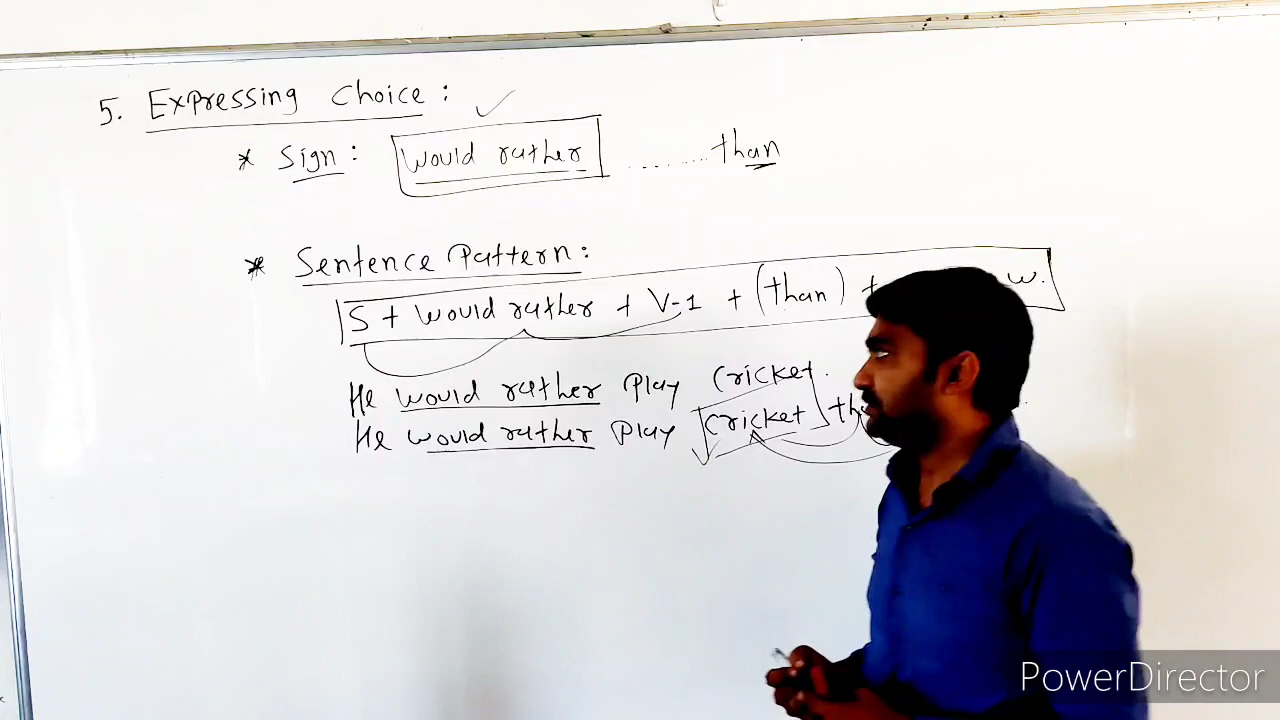 5. Expressing Choice:
* Sign: would rather ......... than
* Sentence Pattern:
S + would rather + V-1 + (than) + w.
He would rather play cricket.
He would rather play cricket
PowerDirector